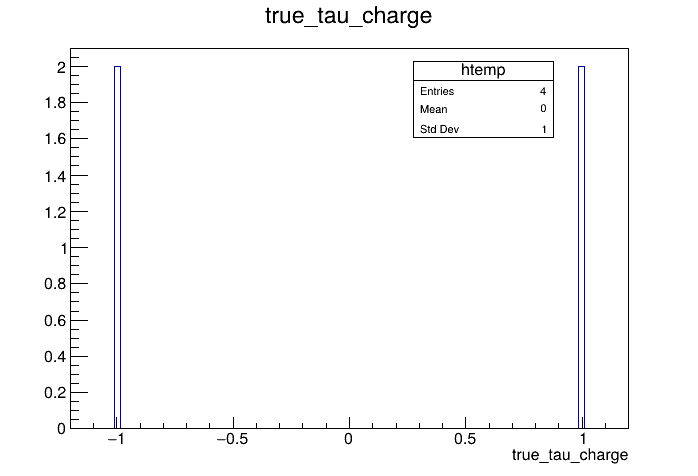 true_tau_charge
htemp
Entries 4
Mean 0
Std Dev 1
2
1.8
1.6
1.4
1.2
1
0.8
0.6
0.4
0.2
0
−1 −0.5 0 0.5 1
true_tau_charge